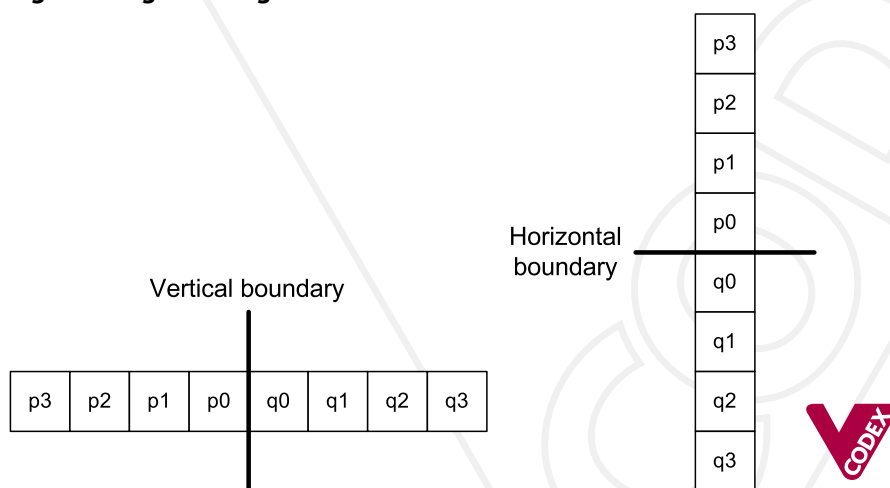 p3
p2
p1
p0
Horizontal
boundary
q0
q1
q2
q3
Vertical boundary
p3 p2 p1 p0 q0 q1 q2 q3
VCODEX